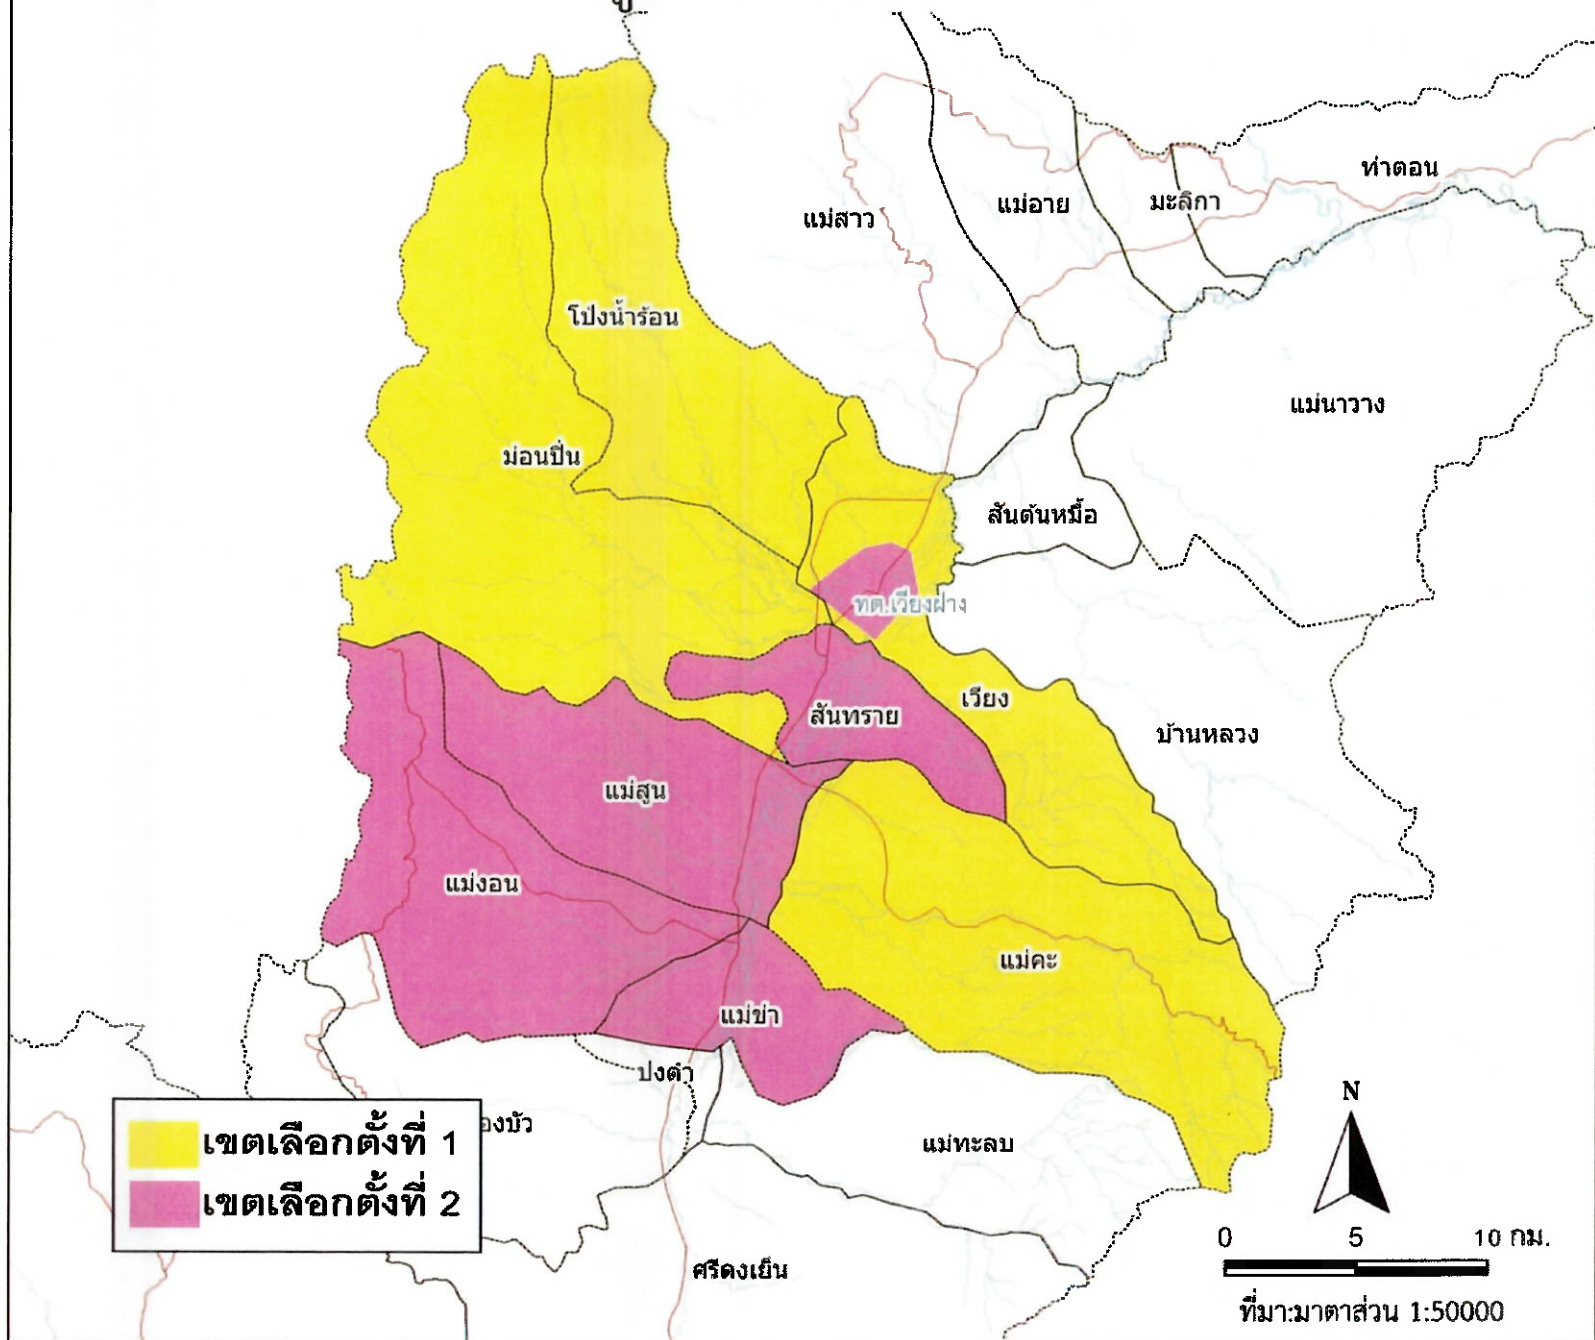 ท่าตอน
มะลิกา
แม่อาย
แม่สาว
โป่งน้ำร้อน
แม่นาวาง
ม่อนปิ่น
สันต้นหมื้อ
ทต.เวียงฝาง
เวียง
สันทราย
บ้านหลวง
แม่สูน
แม่งอน
แม่คะ
แม่ข่า
ปงตำ
องบัว
แม่ทะลบ
ศรีดงเย็น
เขตเลือกตั้งที่ 1
เขตเลือกตั้งที่ 2
N
0 5 10 กม.
ที่มา:มาตาส่วน 1:50000